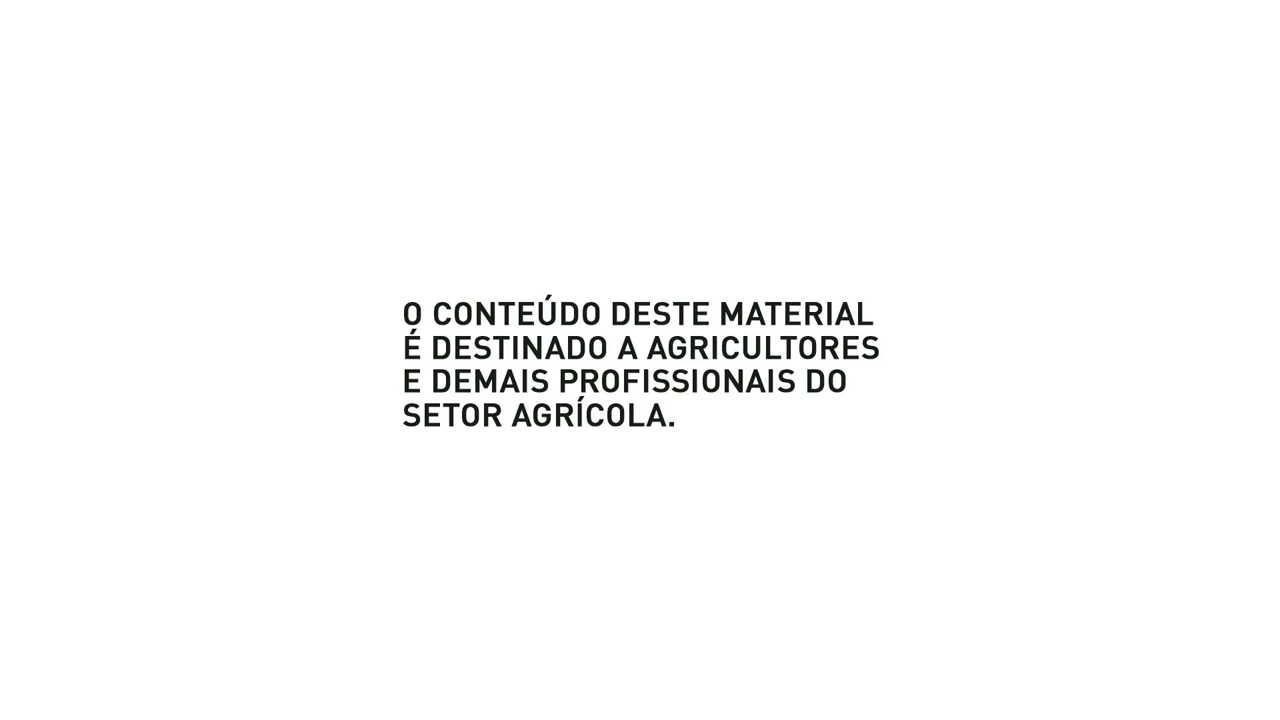 O CONTEÚDO DESTE MATERIAL
É DESTINADO A AGRICULTORES
E DEMAIS PROFISSIONAIS DO
SETOR AGRÍCOLA.